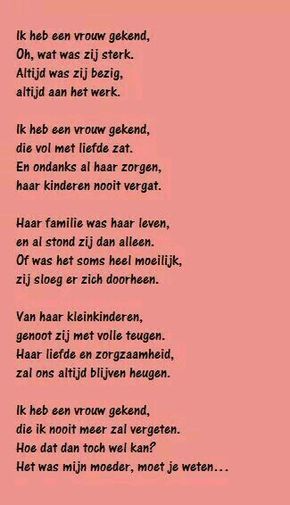 Ik heb een vrouw gekend,
Oh, wat was zij sterk.
Altijd was zij bezig,
altijd aan het werk.

Ik heb een vrouw gekend,
die vol met liefde zat.
En ondanks al haar zorgen,
haar kinderen nooit vergat.

Haar familie was haar leven,
en al stond zij dan alleen.
Of was het soms heel moeilijk,
zij sloeg er zich doorheen.

Van haar kleinkinderen,
genoot zij met volle teugen.
Haar liefde en zorgzaamheid,
zal ons altijd blijven heugen.

Ik heb een vrouw gekend,
die ik nooit meer zal vergeten.
Hoe dat dan toch wel kan?
Het was mijn moeder, moet je weten...